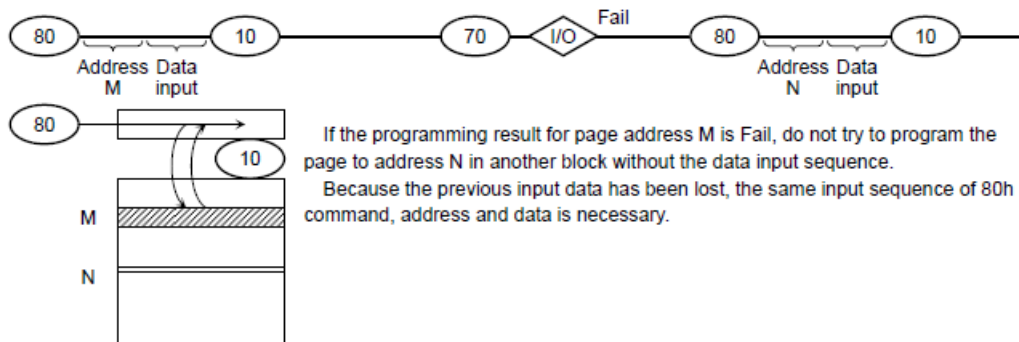 Fail
80 10 70 I/O 80 10
Address Data Address Data
M input N input
80
10
If the programming result for page address M is Fail, do not try to program the
page to address N in another block without the data input sequence.
Because the previous input data has been lost, the same input sequence of 80h
command, address and data is necessary.
M
N